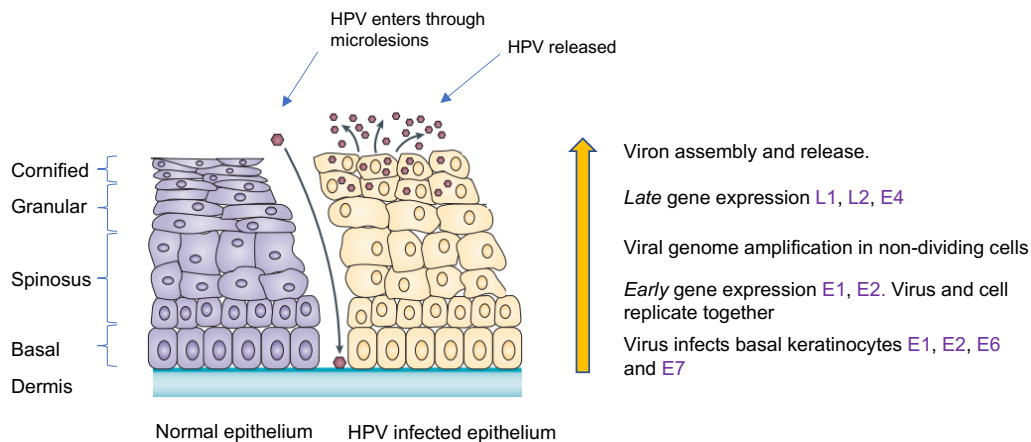 HPV enters through
microlesions
HPV released
Cornified
Granular
Spinosus
Basal
Dermis
Normal epithelium
HPV infected epithelium
Viron assembly and release.
Late gene expression L1, L2, E4
Viral genome amplification in non-dividing cells
Early gene expression E1, E2. Virus and cell
replicate together
Virus infects basal keratinocytes E1, E2, E6
and E7